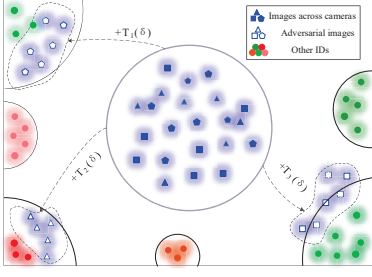 +T₁(δ)
Images across cameras
Adversarial images
Other IDs
+T₂(δ)
+T₃(δ)